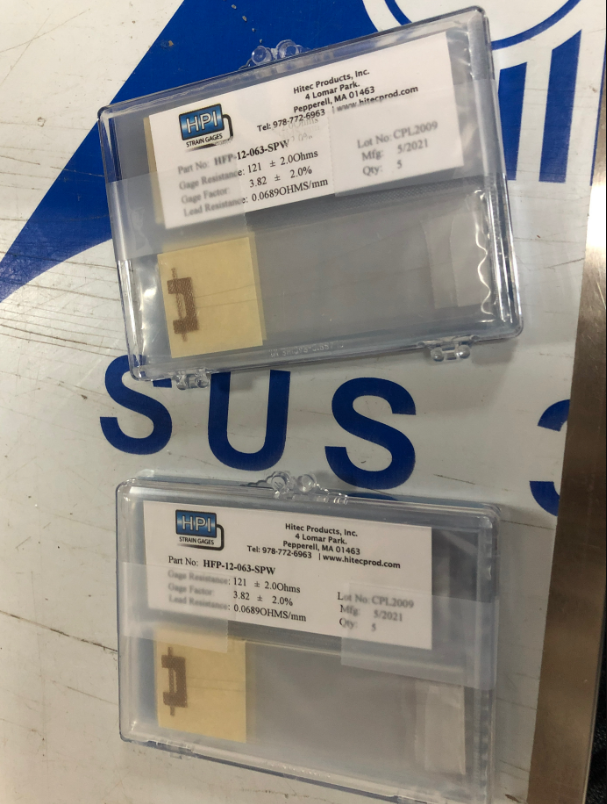 HPI
STRAIN GAGES
Hitec Products, Inc.
4 Lomar Park.
Pepperell, MA 01463
Tel: 978-772-6963 | www.hitecprod.com
Part No: HFP-12-063-SPW
Gage Resistance: 121 ± 2.0Ohms
Gage Factor: 3.82 ± 2.0%
Lead Resistance: 0.0689OHMS/mm
Lot No: CPL2009
Mfg: 5/2021
Qty: 5
SUS
HPI
STRAIN GAGES
Hitec Products, Inc.
4 Lomar Park.
Pepperell, MA 01463
Tel: 978-772-6963 | www.hitecprod.com
Part No: HFP-12-063-SPW
Gage Resistance: 121 ± 2.0Ohms
Gage Factor: 3.82 ± 2.0%
Lead Resistance: 0.0689OHMS/mm
Lot No: CPL2009
Mfg: 5/2021
Qty: 5